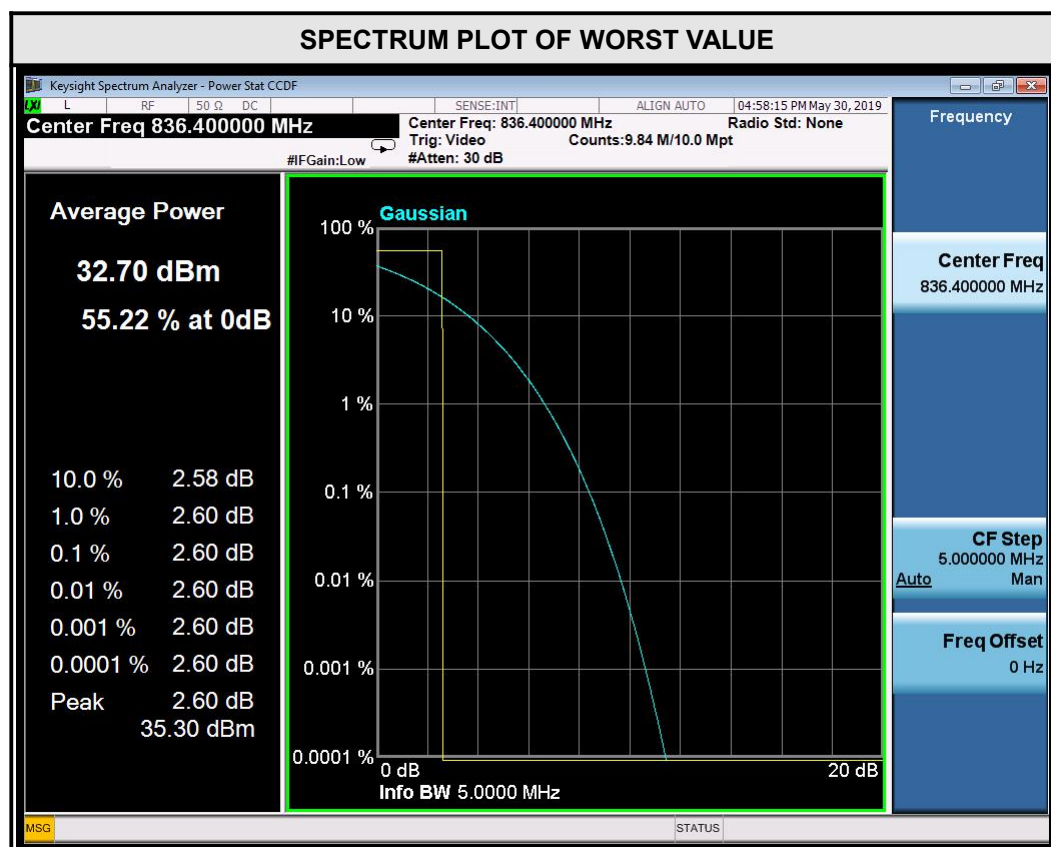 SPECTRUM PLOT OF WORST VALUE
Keysight Spectrum Analyzer - Power Stat CCDF
LXI L RF 50 Ω DC SENSE:INT ALIGN AUTO 04:58:15 PM May 30, 2019
Center Freq 836.400000 MHz
#IFGain:Low
Center Freq: 836.400000 MHz Radio Std: None
Trig: Video Counts:9.84 M/10.0 Mpt
#Atten: 30 dB
Average Power
32.70 dBm
55.22 % at 0dB
10.0 % 2.58 dB
1.0 % 2.60 dB
0.1 % 2.60 dB
0.01 % 2.60 dB
0.001 % 2.60 dB
0.0001 % 2.60 dB
Peak 2.60 dB
35.30 dBm
Gaussian
100 %
10 %
1 %
0.1 %
0.01 %
0.001 %
0.0001 %
0 dB 20 dB
Info BW 5.0000 MHz
Frequency
Center Freq
836.400000 MHz
CF Step
5.000000 MHz
Auto Man
Freq Offset
0 Hz
MSG STATUS